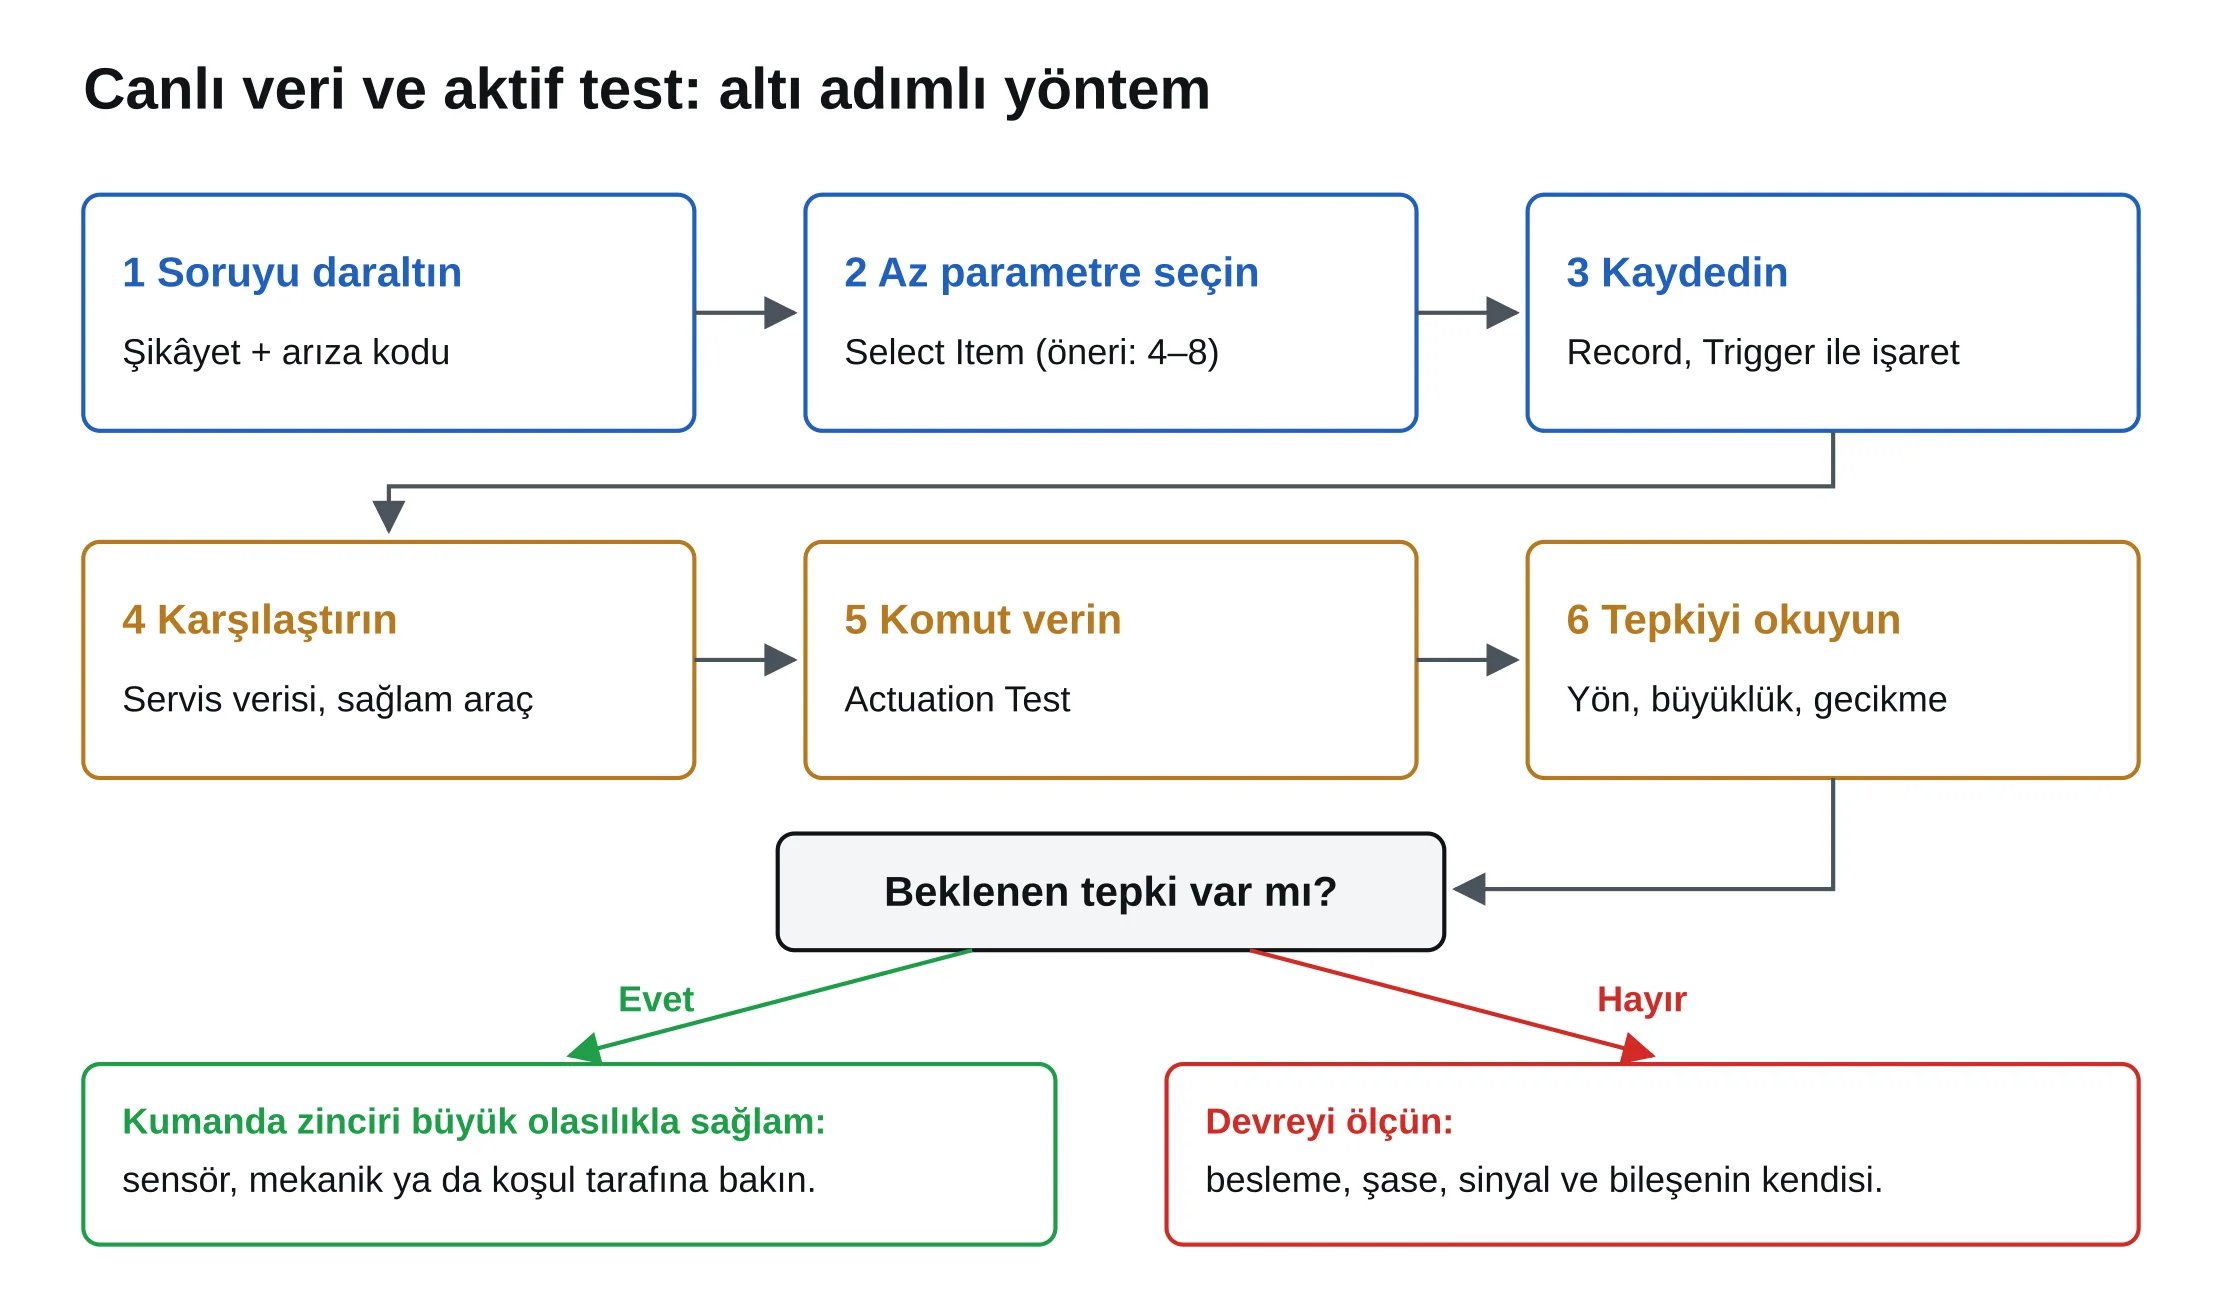 Canlı veri ve aktif test: altı adımlı yöntem
1 Soruyu daraltın
Şikâyet + arıza kodu
2 Az parametre seçin
Select Item (öneri: 4–8)
3 Kaydedin
Record, Trigger ile işaret
4 Karşılaştırın
Servis verisi, sağlam araç
5 Komut verin
Actuation Test
6 Tepkiyi okuyun
Yön, büyüklük, gecikme
Beklenen tepki var mı?
Evet
Hayır
Kumanda zinciri büyük olasılıkla sağlam:
sensör, mekanik ya da koşul tarafına bakın.
Devreyi ölçün:
besleme, şase, sinyal ve bileşenin kendisi.